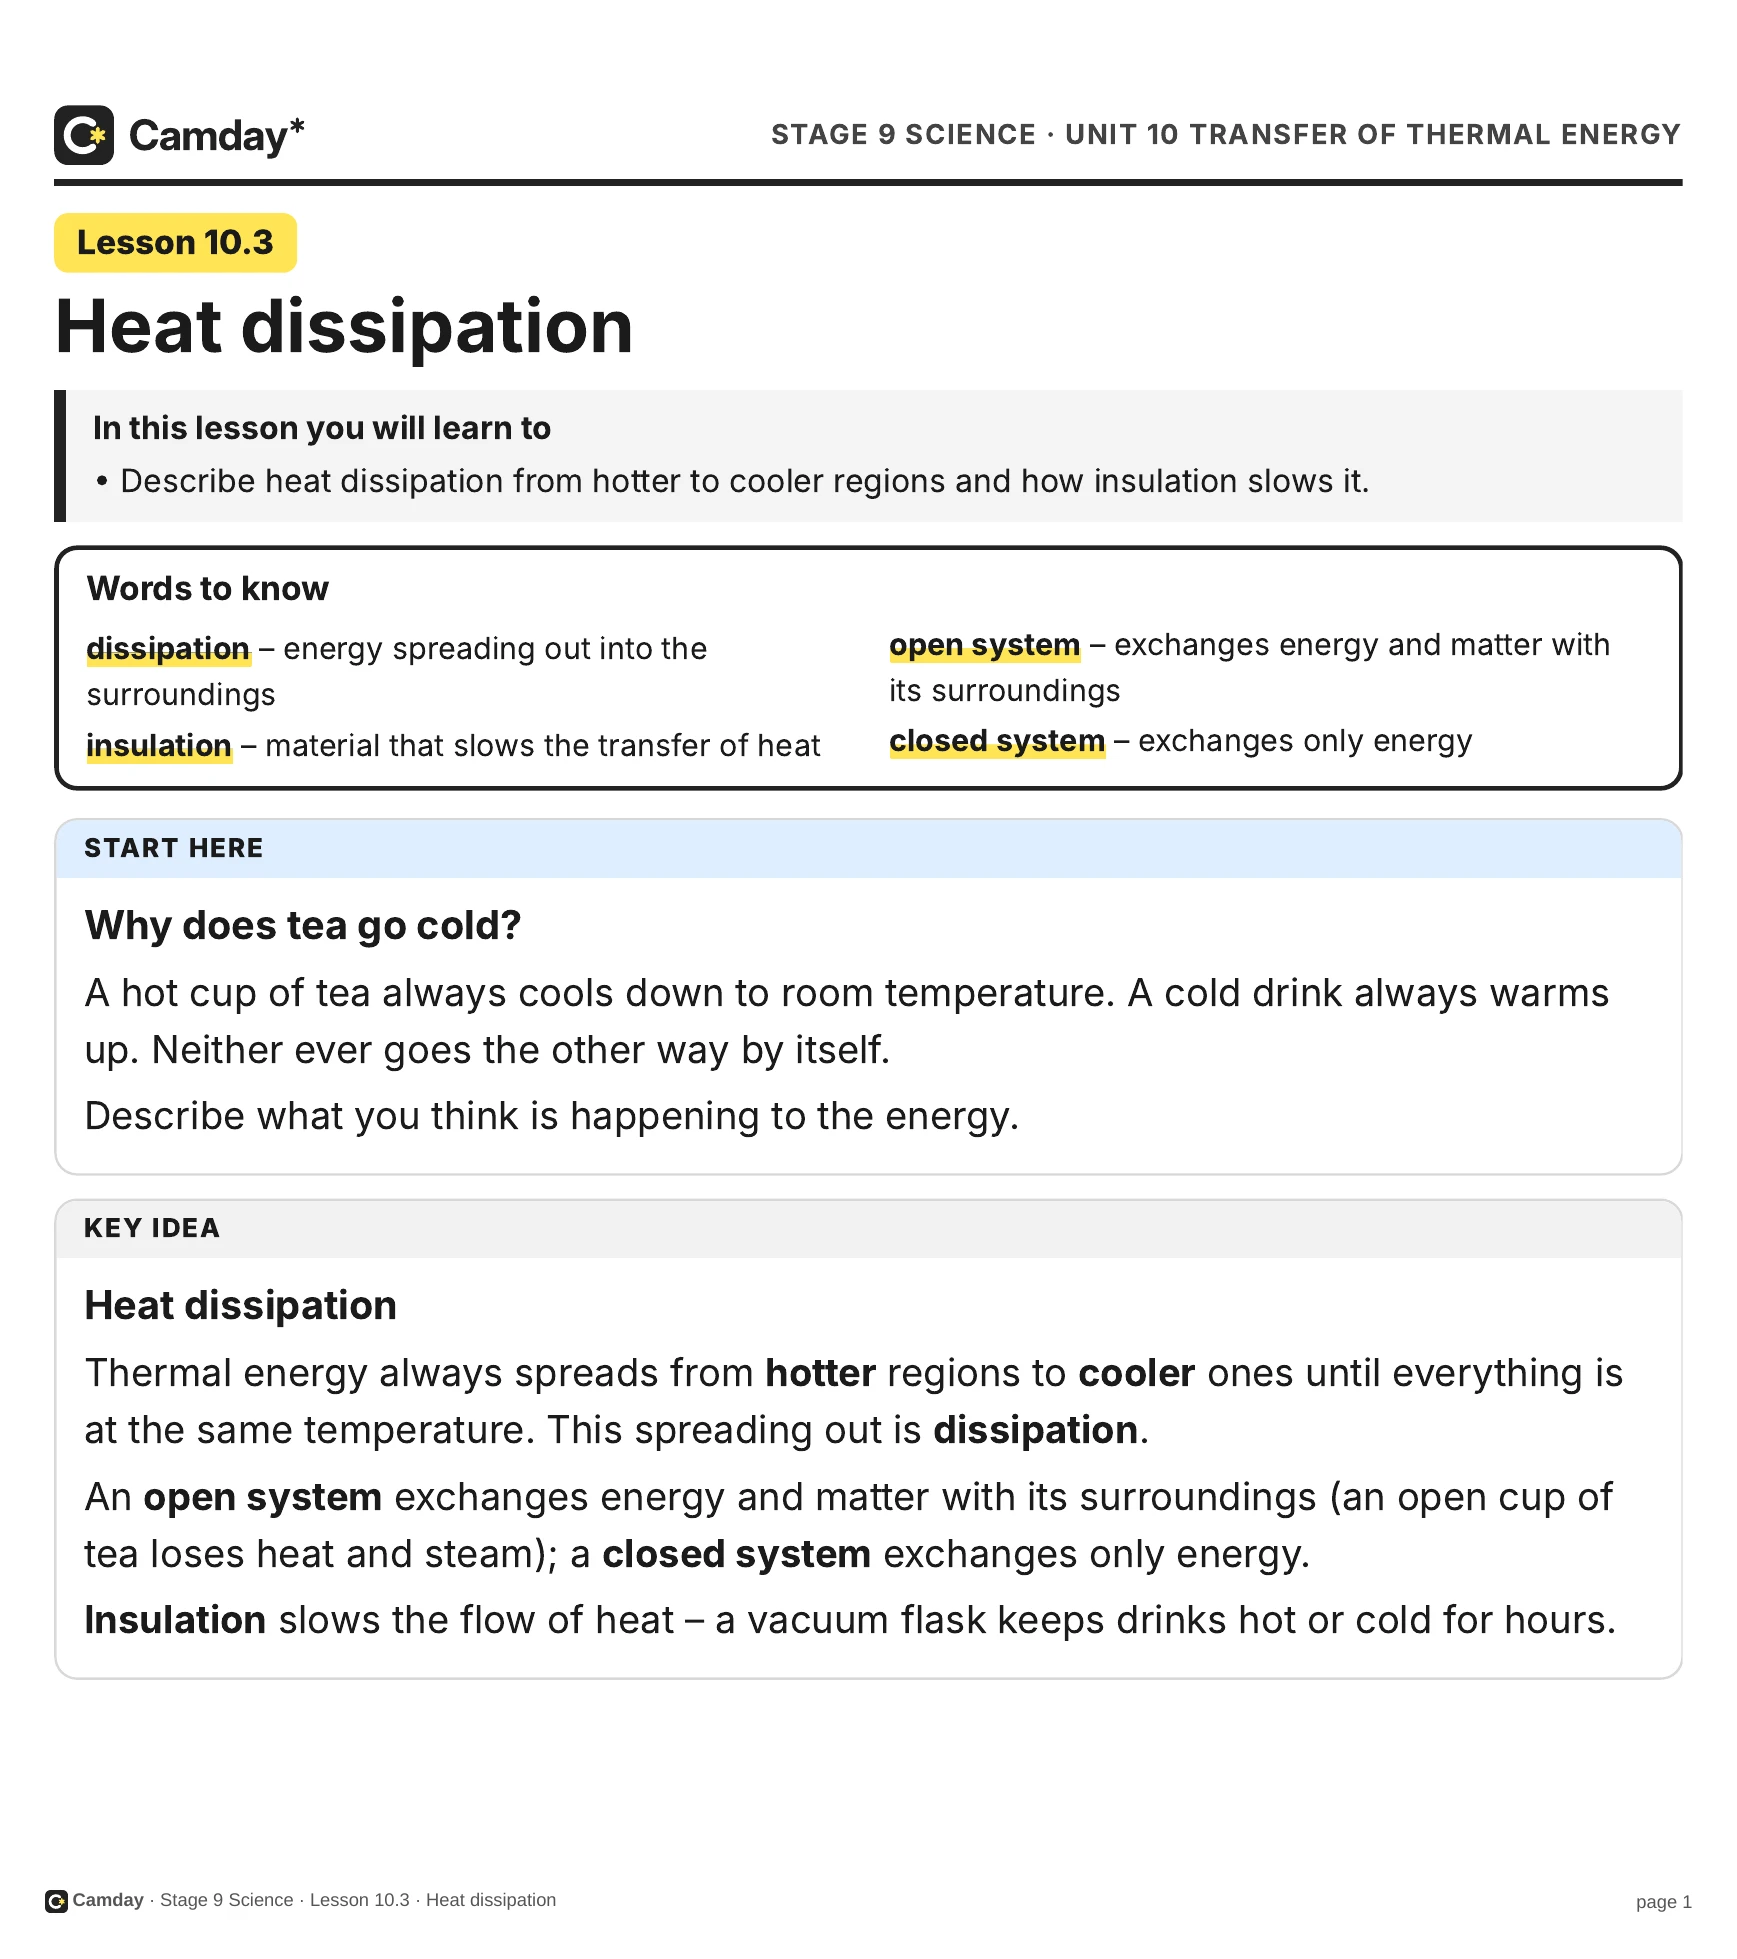 Camday*
STAGE 9 SCIENCE · UNIT 10 TRANSFER OF THERMAL ENERGY
Lesson 10.3
Heat dissipation
In this lesson you will learn to
• Describe heat dissipation from hotter to cooler regions and how insulation slows it.
Words to know
dissipation – energy spreading out into the
surroundings
insulation – material that slows the transfer of heat
open system – exchanges energy and matter with
its surroundings
closed system – exchanges only energy
START HERE
Why does tea go cold?
A hot cup of tea always cools down to room temperature. A cold drink always warms
up. Neither ever goes the other way by itself.
Describe what you think is happening to the energy.
KEY IDEA
Heat dissipation
Thermal energy always spreads from hotter regions to cooler ones until everything is
at the same temperature. This spreading out is dissipation.
An open system exchanges energy and matter with its surroundings (an open cup of
tea loses heat and steam); a closed system exchanges only energy.
Insulation slows the flow of heat – a vacuum flask keeps drinks hot or cold for hours.
Camday · Stage 9 Science · Lesson 10.3 · Heat dissipation
page 1